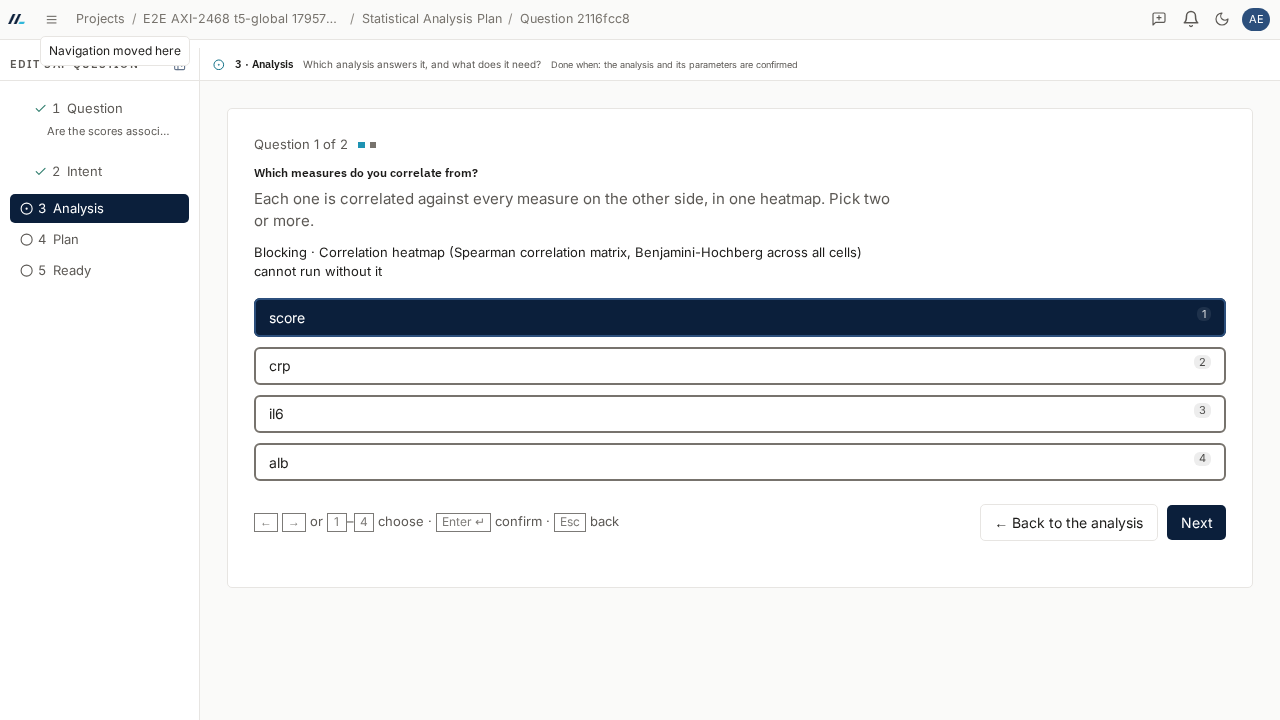 Projects / E2E AXI-2468 t5-global 17957... / Statistical Analysis Plan / Question 2116fcc8
AE
Navigation moved here
3 · Analysis Which analysis answers it, and what does it need? Done when: the analysis and its parameters are confirmed
1 Question
Are the scores associ...
2 Intent
3 Analysis
4 Plan
5 Ready
Question 1 of 2
Which measures do you correlate from?
Each one is correlated against every measure on the other side, in one heatmap. Pick two
or more.
Blocking · Correlation heatmap (Spearman correlation matrix, Benjamini-Hochberg across all cells)
cannot run without it
score 1
crp 2
il6 3
alb 4
← → or 1–4 choose · Enter ↵ confirm · Esc back
← Back to the analysis
Next